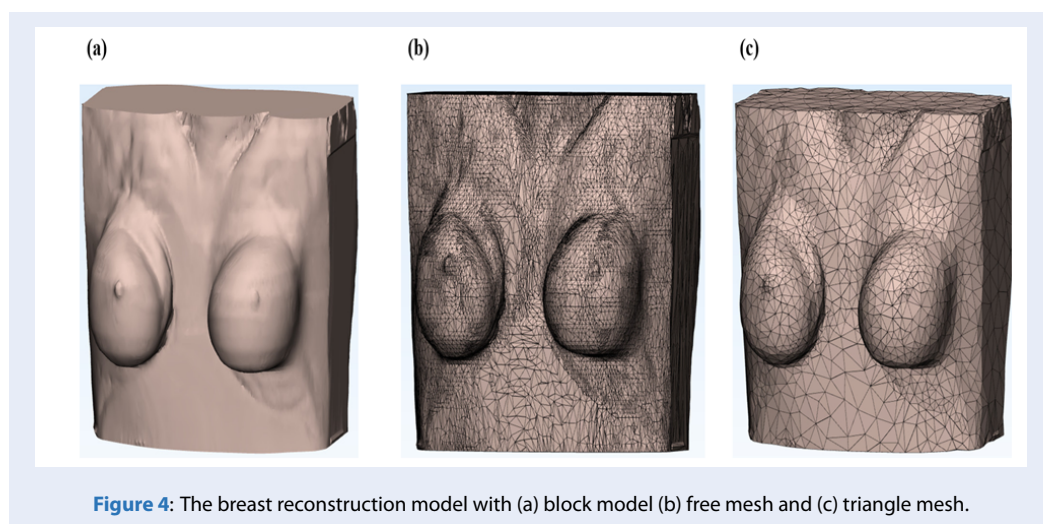 (a) (b) (c)
Figure 4: The breast reconstruction model with (a) block model (b) free mesh and (c) triangle mesh.